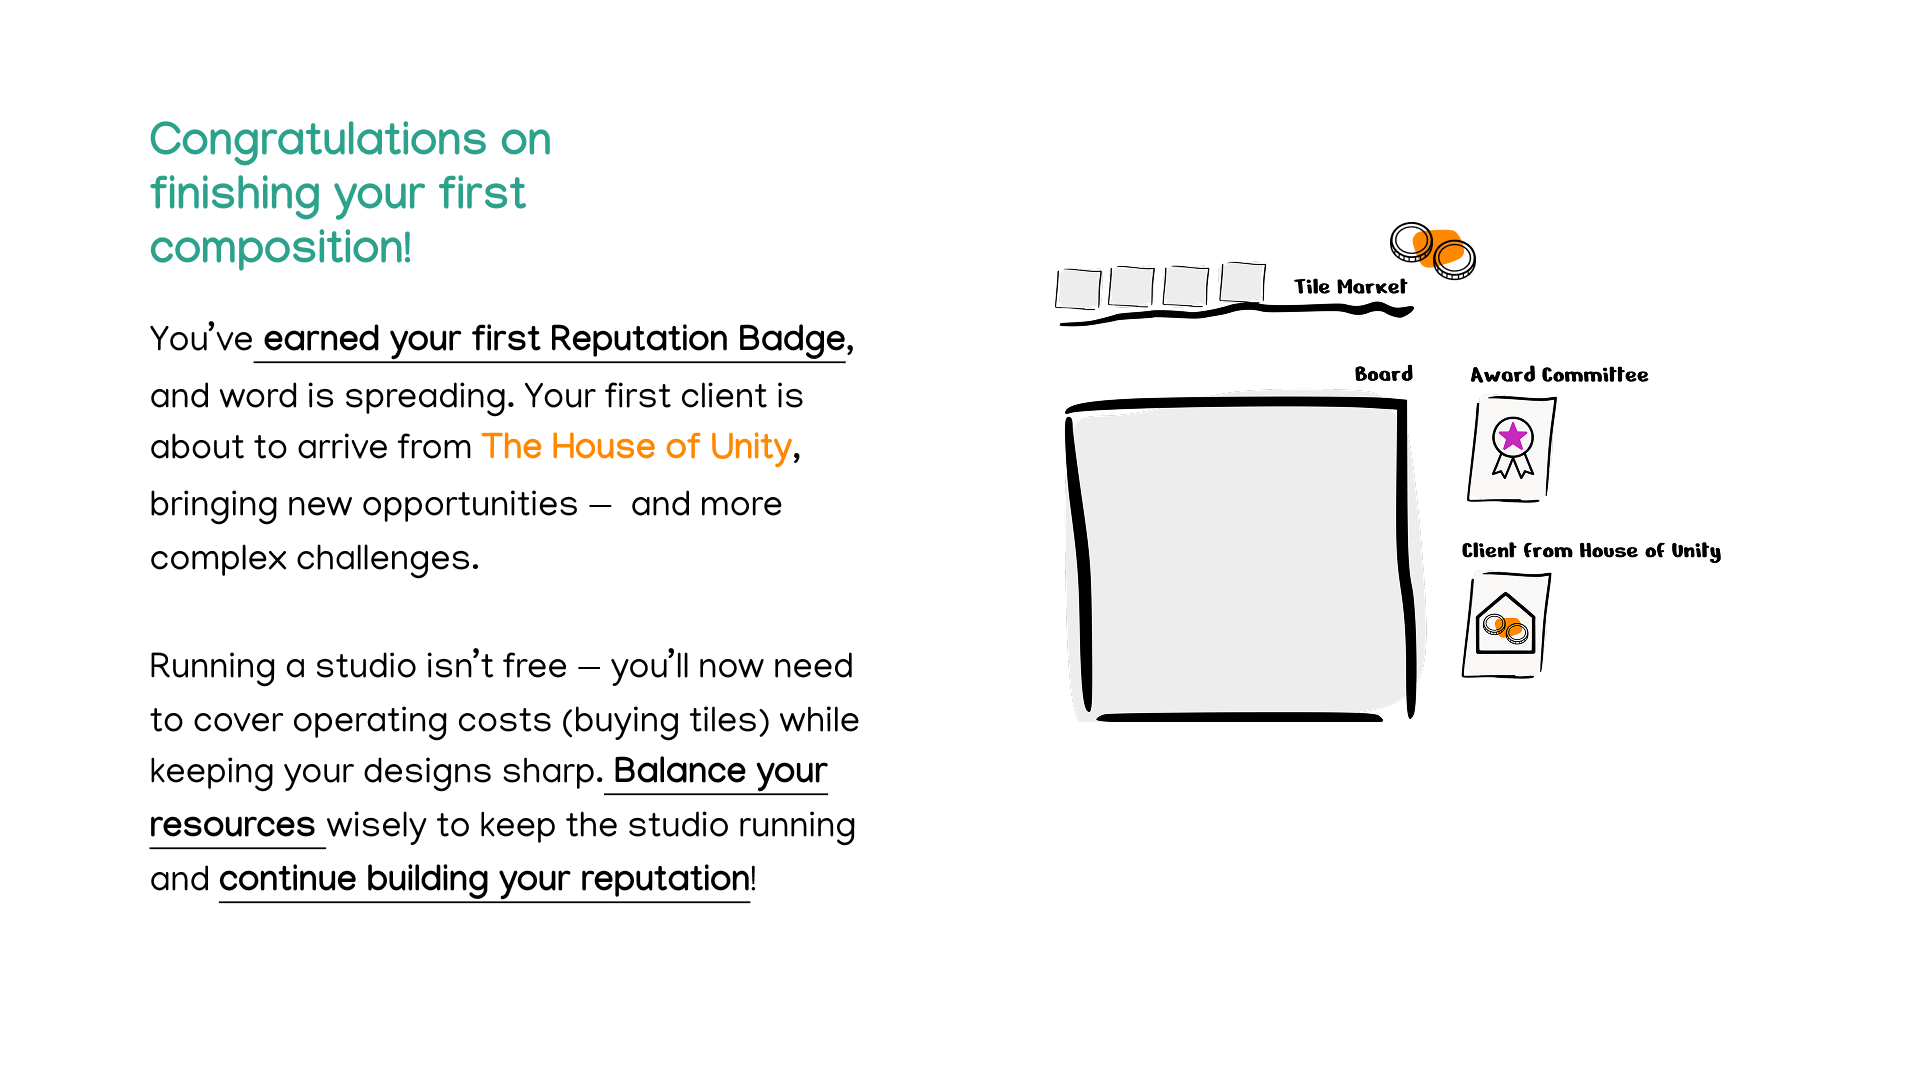 Congratulations on
finishing your first
composition!
You’ve earned your first Reputation Badge,
and word is spreading. Your first client is
about to arrive from The House of Unity,
bringing new opportunities – and more
complex challenges.
Running a studio isn’t free – you’ll now need
to cover operating costs (buying tiles) while
keeping your designs sharp. Balance your
resources wisely to keep the studio running
and continue building your reputation!
Tile Market
Board
Award Committee
Client from House of Unity